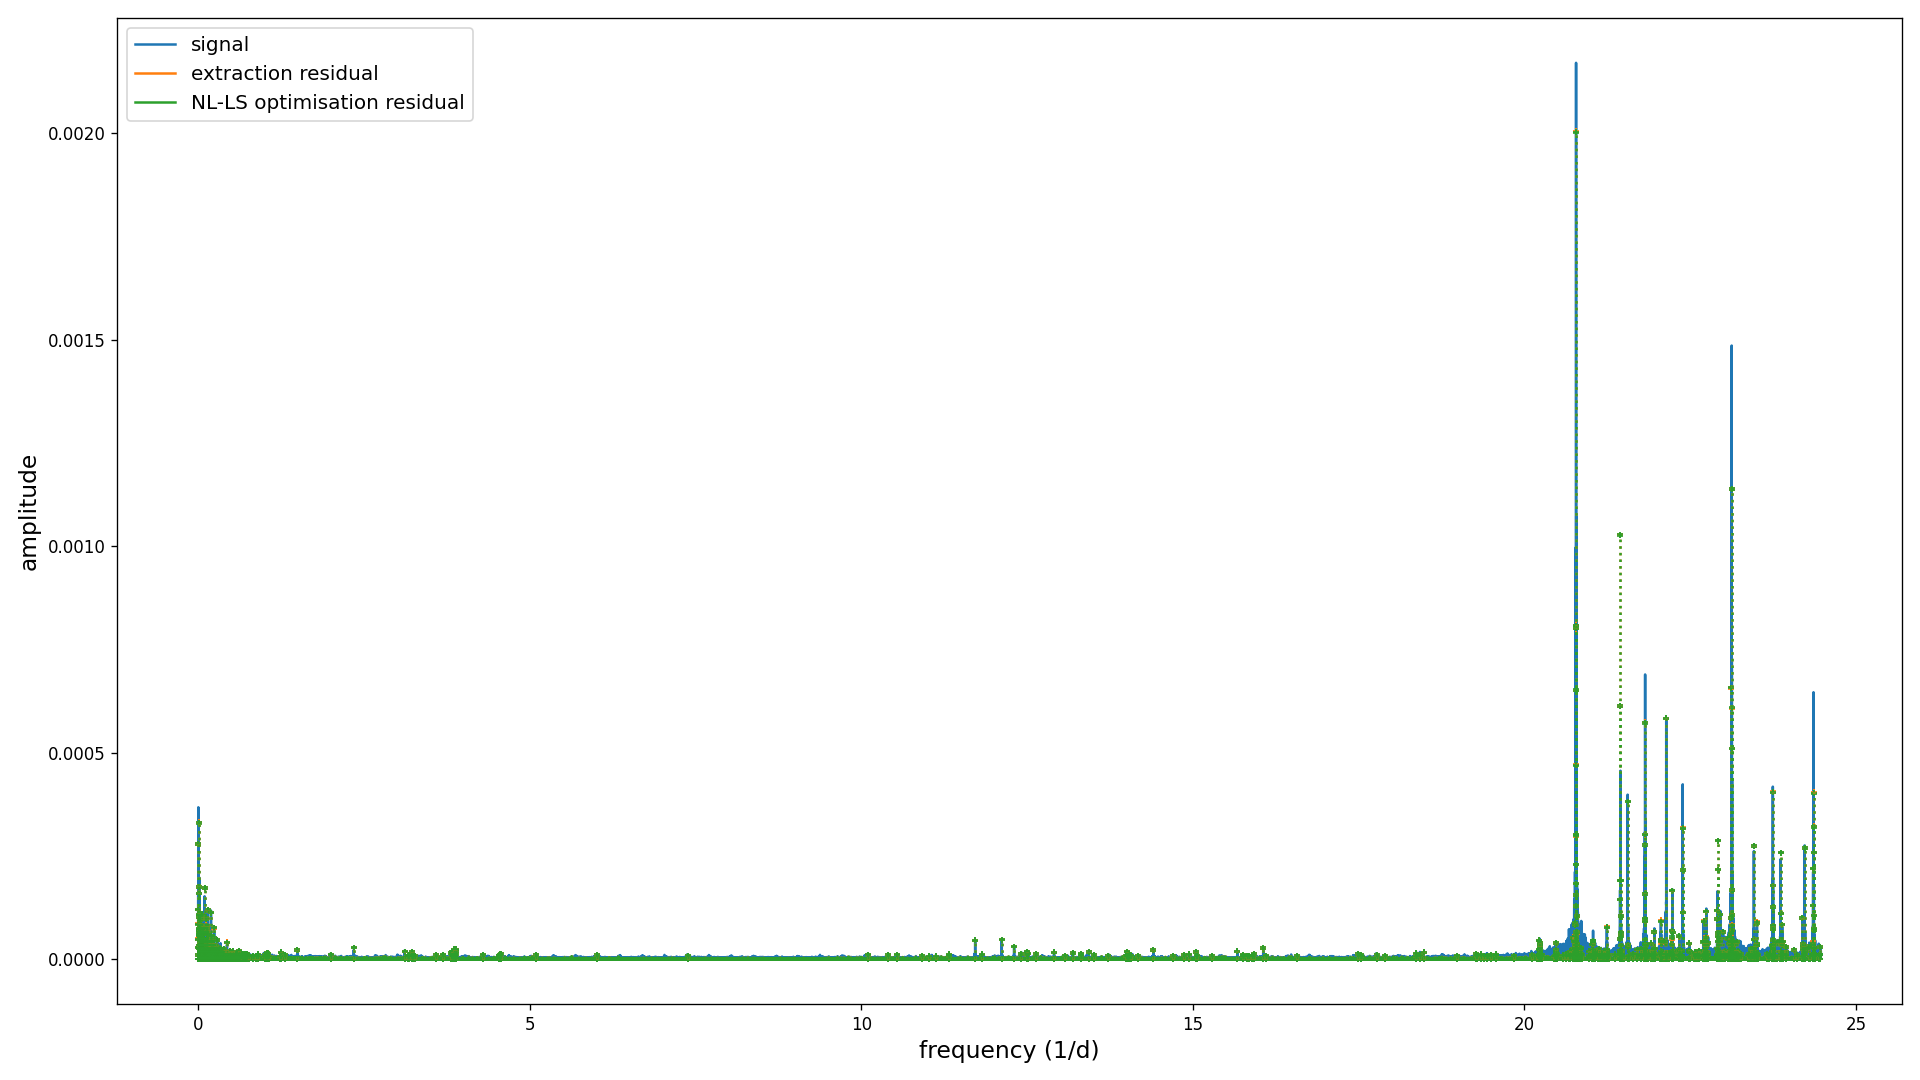 signal
extraction residual
NL-LS optimisation residual
amplitude
0.0020
0.0015
0.0010
0.0005
0.0000
0
5
10
15
20
25
frequency (1/d)